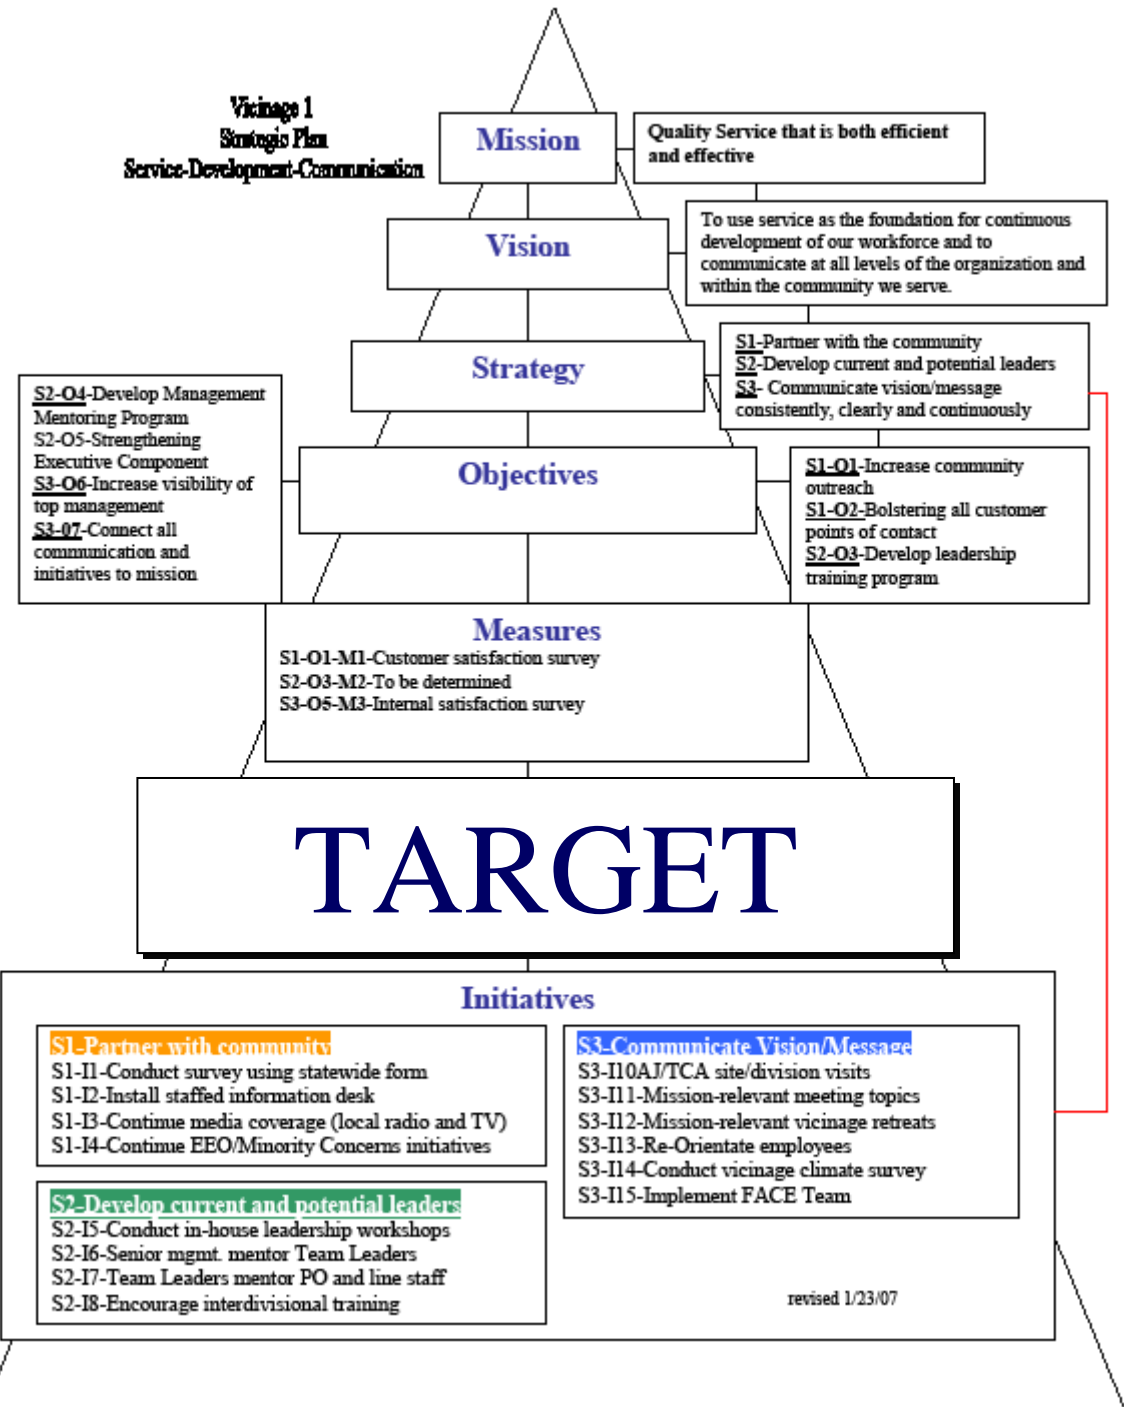 Vicinage 1
Strategic Plan
Service-Development-Communication
Mission
Quality Service that is both efficient
and effective
Vision
To use service as the foundation for continuous
development of our workforce and to
communicate at all levels of the organization and
within the community we serve.
Strategy
S1-Partner with the community
S2-Develop current and potential leaders
S3- Communicate vision/message
consistently, clearly and continuously
S2-O4-Develop Management
Mentoring Program
S2-O5-Strengthening
Executive Component
S3-O6-Increase visibility of
top management
S3-07-Connect all
communication and
initiatives to mission
Objectives
S1-O1-Increase community
outreach
S1-O2-Bolstering all customer
points of contact
S2-O3-Develop leadership
training program
Measures
S1-O1-M1-Customer satisfaction survey
S2-O3-M2-To be determined
S3-O5-M3-Internal satisfaction survey
TARGET
Initiatives
S1-Partner with community
S1-I1-Conduct survey using statewide form
S1-I2-Install staffed information desk
S1-I3-Continue media coverage (local radio and TV)
S1-I4-Continue EEO/Minority Concerns initiatives
S2-Develop current and potential leaders
S2-I5-Conduct in-house leadership workshops
S2-I6-Senior mgmt. mentor Team Leaders
S2-I7-Team Leaders mentor PO and line staff
S2-I8-Encourage interdivisional training
S3-Communicate Vision/Message
S3-I10AJ/TCA site/division visits
S3-I11-Mission-relevant meeting topics
S3-I12-Mission-relevant vicinage retreats
S3-I13-Re-Orientate employees
S3-I14-Conduct vicinage climate survey
S3-I15-Implement FACE Team
revised 1/23/07